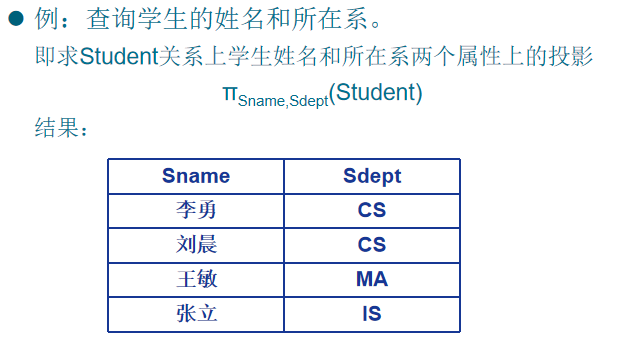 ● 例：查询学生的姓名和所在系。
即求Student关系上学生姓名和所在系两个属性上的投影
πSname,Sdept(Student)
结果：
Sname Sdept
李勇 CS
刘晨 CS
王敏 MA
张立 IS